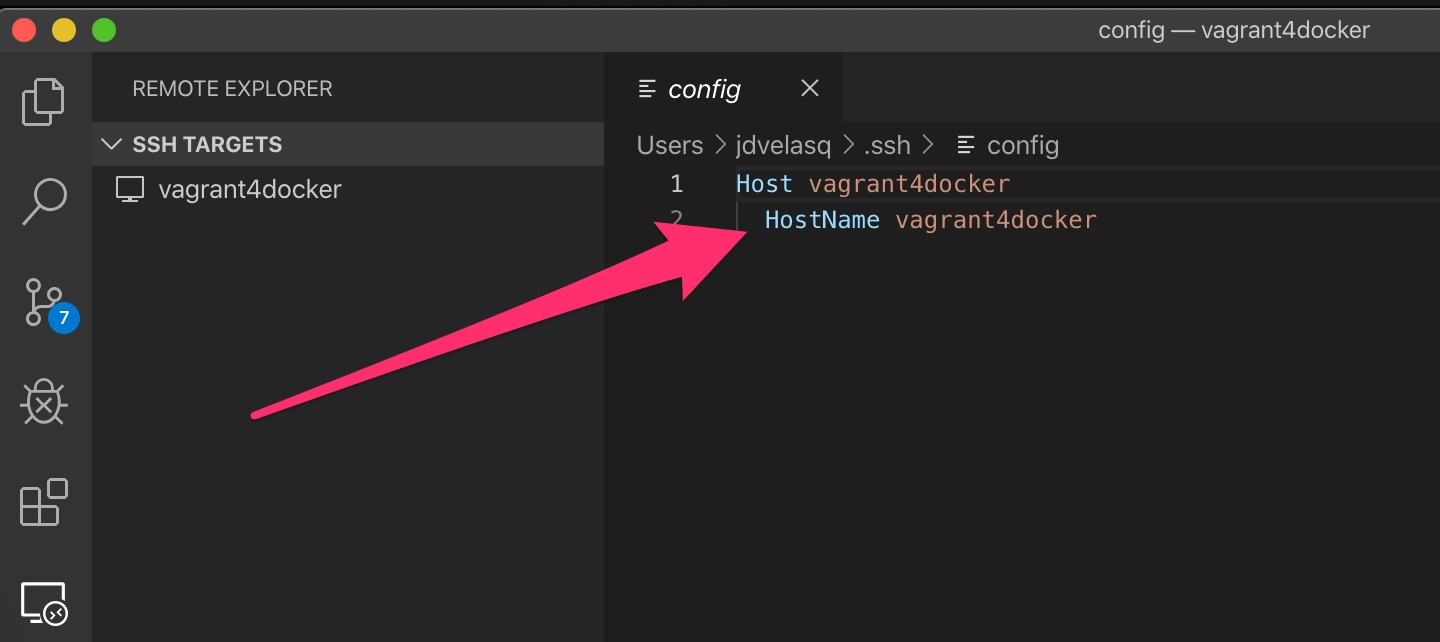 config — vagrant4docker
REMOTE EXPLORER
SSH TARGETS
vagrant4docker
7
config
Users > jdvelasq > .ssh > config
1 Host vagrant4docker
2 HostName vagrant4docker